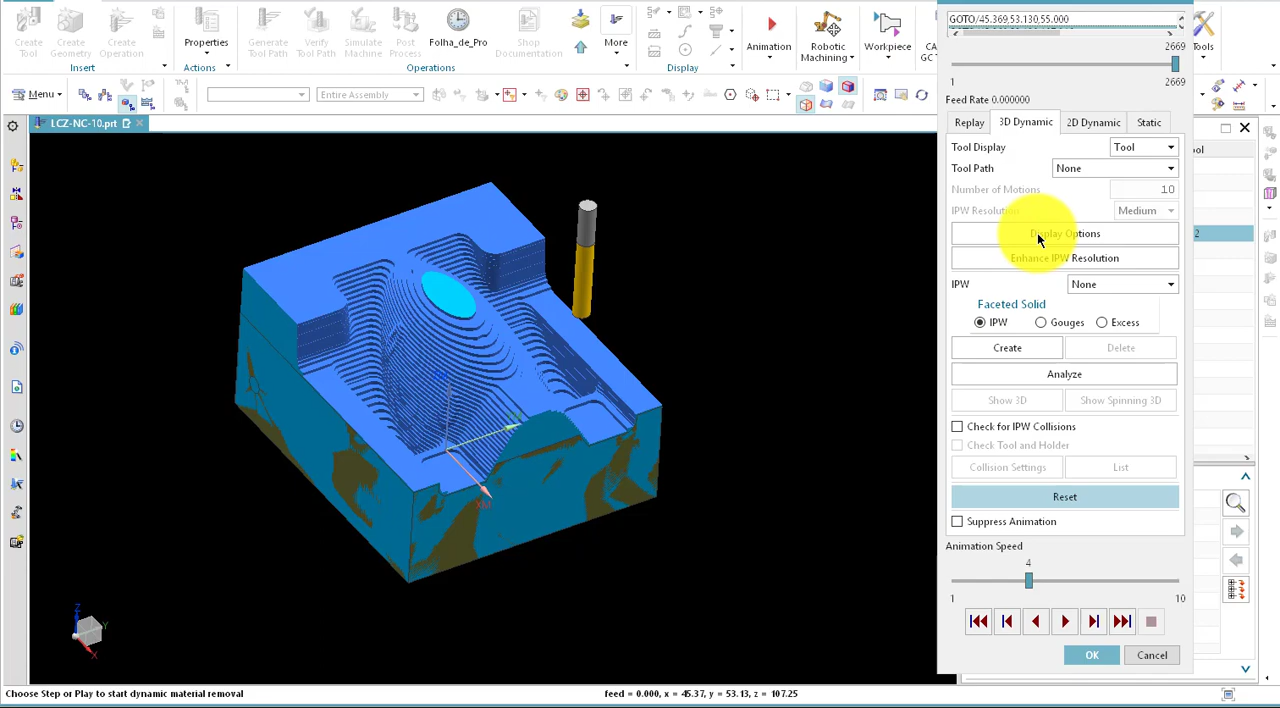 GOTO/45.369,53.130,55.000
2669
1 2669
Feed Rate 0.000000
Replay 3D Dynamic 2D Dynamic Static
Tool Display Tool
Tool Path None
Number of Motions 10
IPW Resolution Medium
Display Options
Enhance IPW Resolution
IPW None
Faceted Solid
IPW Gouges Excess
Create Delete
Analyze
Show 3D Show Spinning 3D
Check for IPW Collisions
Check Tool and Holder
Collision Settings List
Reset
Suppress Animation
Animation Speed
4
1 10
OK Cancel
Create Tool
Create Geometry
Create Operation
Insert
Properties
Actions
Generate Tool Path
Verify Tool Path
Simulate Machine
Post Process
Folha_de_Pro
Shop Documentation
More
Operations
Display
Animation
Robotic Machining
Workpiece
Tools
Menu
Entire Assembly
LCZ-NC-10.prt
ool
ol
2
XM
Z
Y
X
Choose Step or Play to start dynamic material removal
feed = 0.000, x = 45.37, y = 53.13, z = 107.25